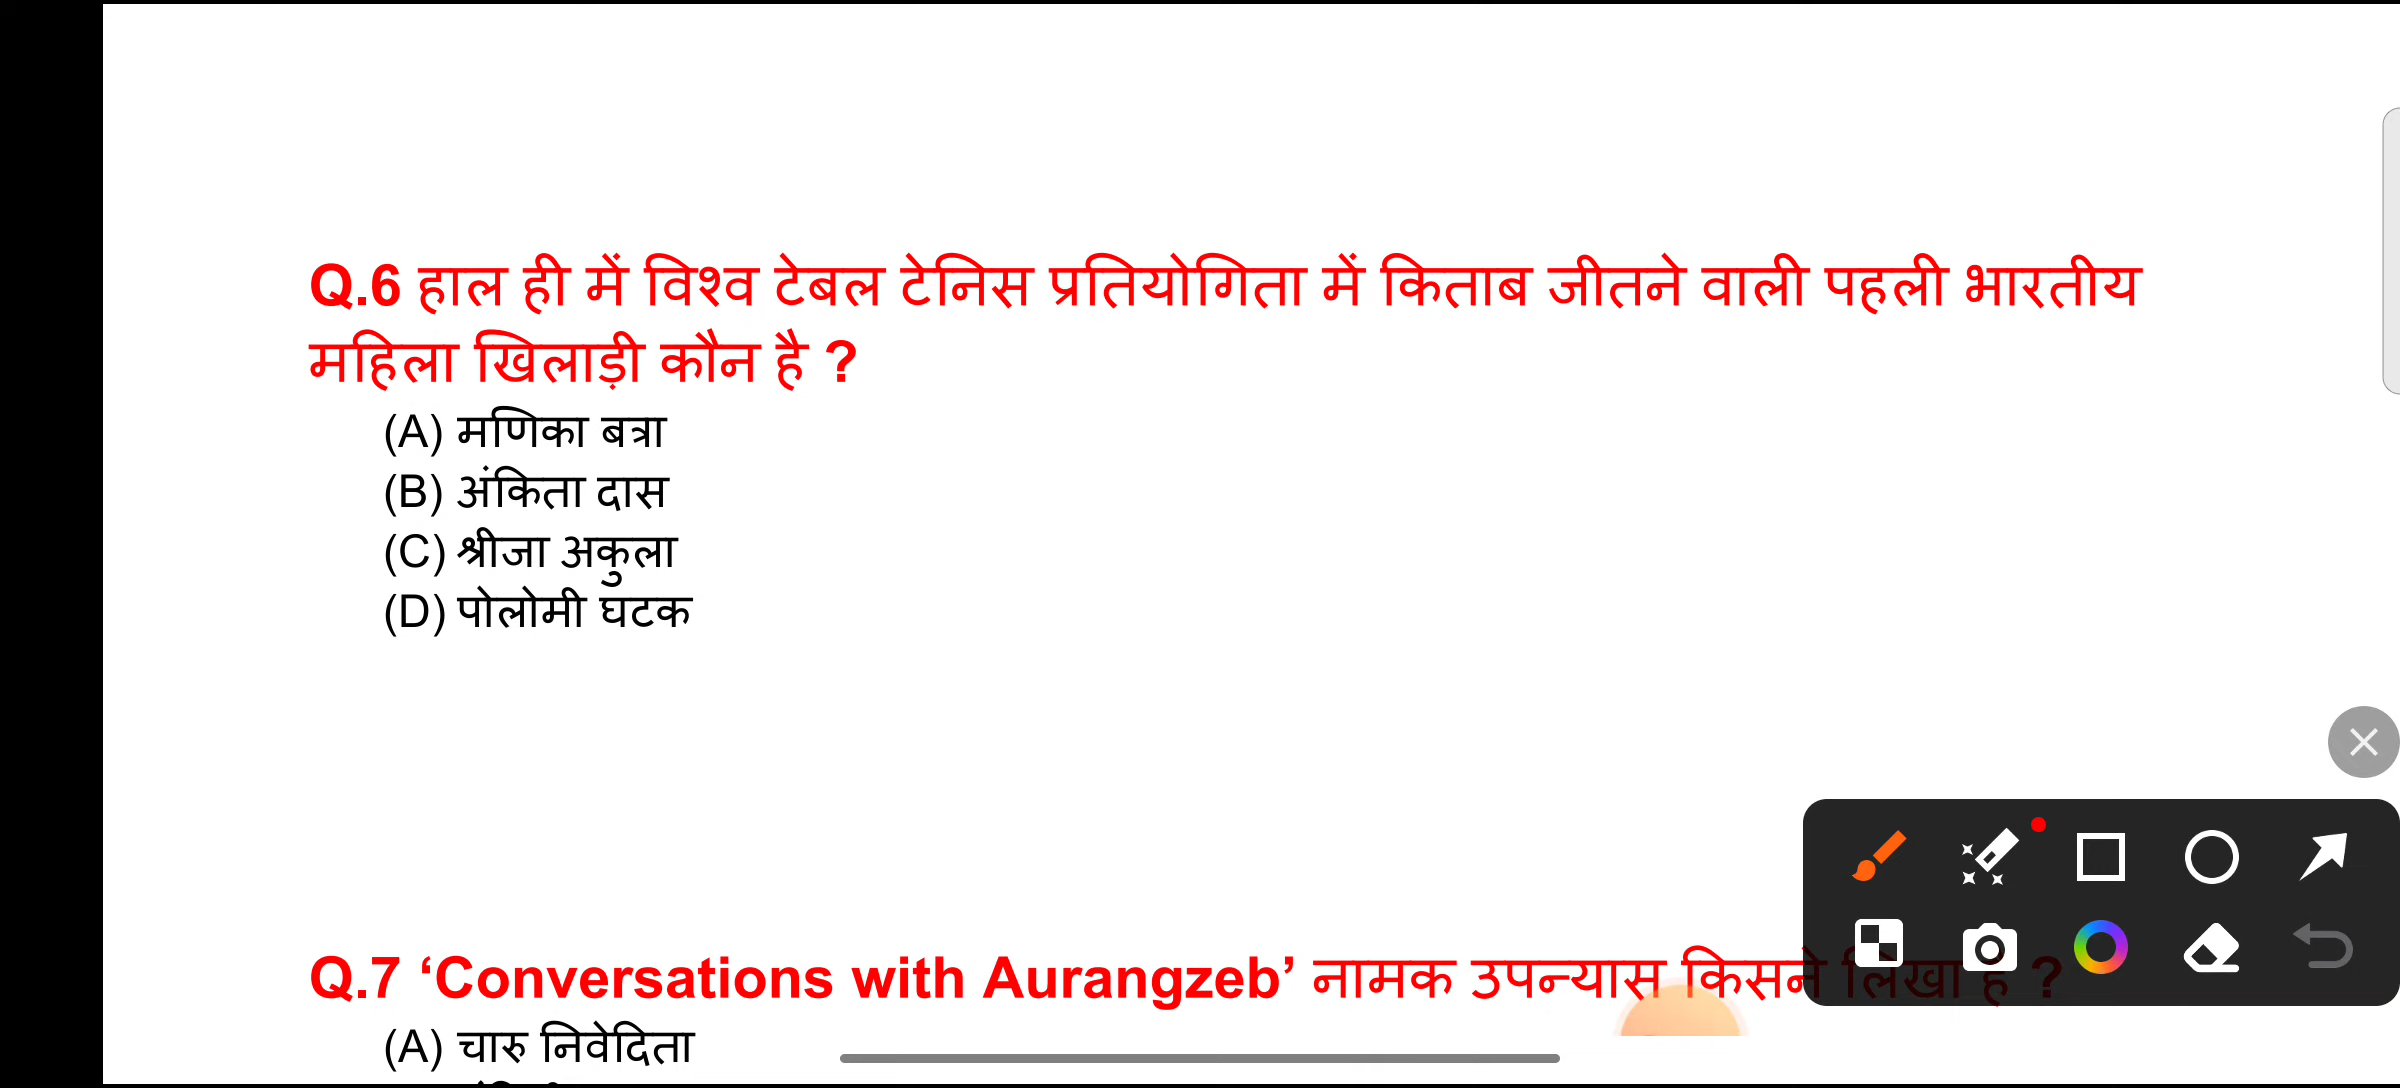 Q.6 हाल ही में विश्व टेबल टेनिस प्रतियोगिता में किताब जीतने वाली पहली भारतीय
महिला खिलाड़ी कौन है ?
(A) मणिका बत्रा
(B) अंकिता दास
(C) श्रीजा अकुला
(D) पोलोमी घटक
Q.7 ‘Conversations with Aurangzeb’ नामक उपन्यास किसने लिखा है ?
(A) चारु निवेदिता